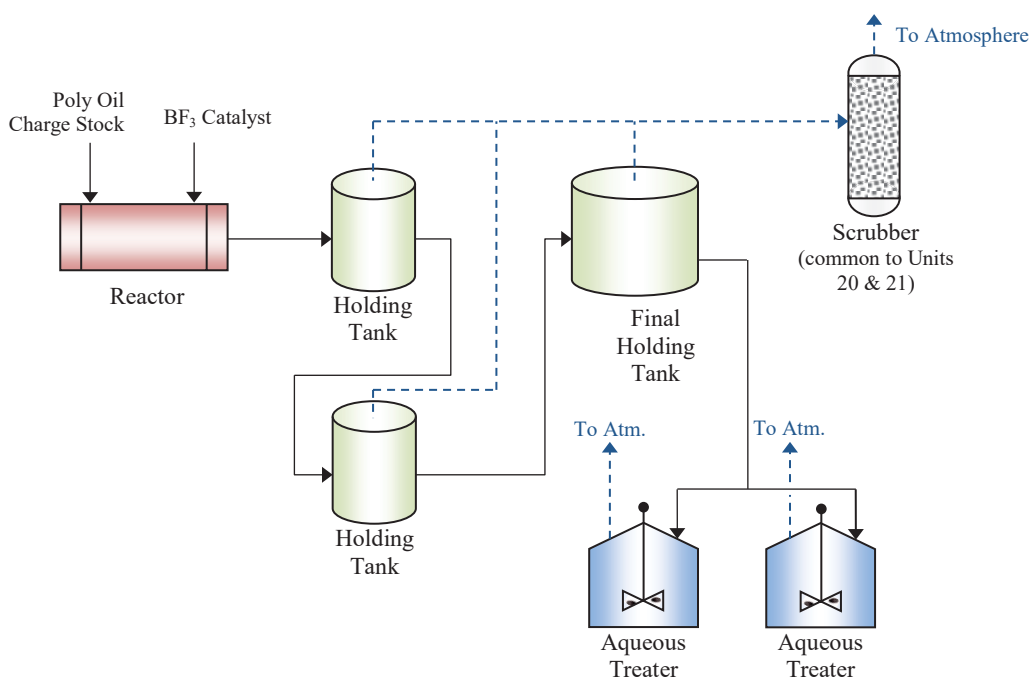 To Atmosphere
Poly Oil
Charge Stock
BF₃ Catalyst
Reactor
Holding
Tank
Final
Holding
Tank
Scrubber
(common to Units
20 & 21)
Holding
Tank
To Atm.
To Atm.
Aqueous
Treater
Aqueous
Treater